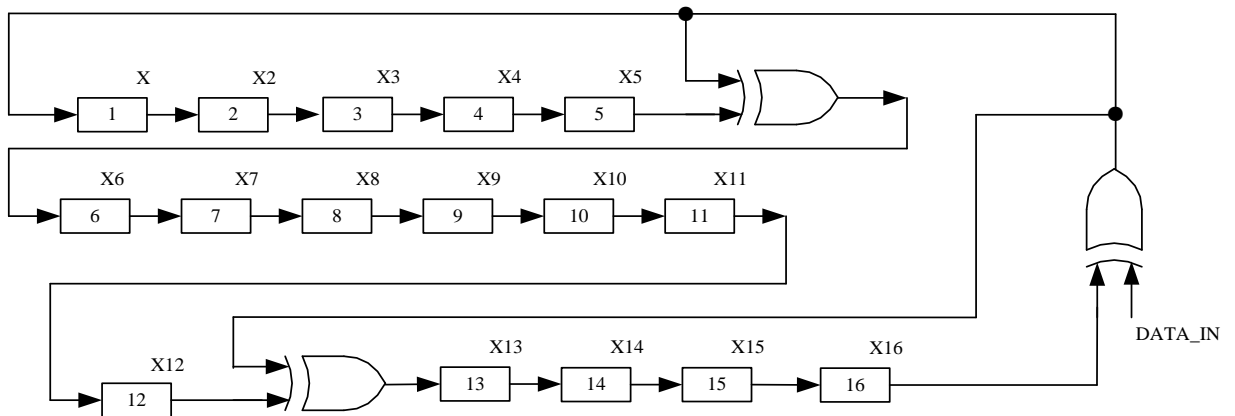 X X2 X3 X4 X5
1 2 3 4 5
X6 X7 X8 X9 X10 X11
6 7 8 9 10 11
DATA_IN
X12 X13 X14 X15 X16
12 13 14 15 16